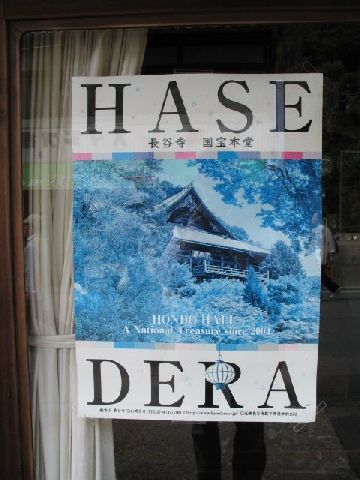 HASE
長谷寺 国宝本堂
HONDO HALL
A National Treasure since 2004
DERA